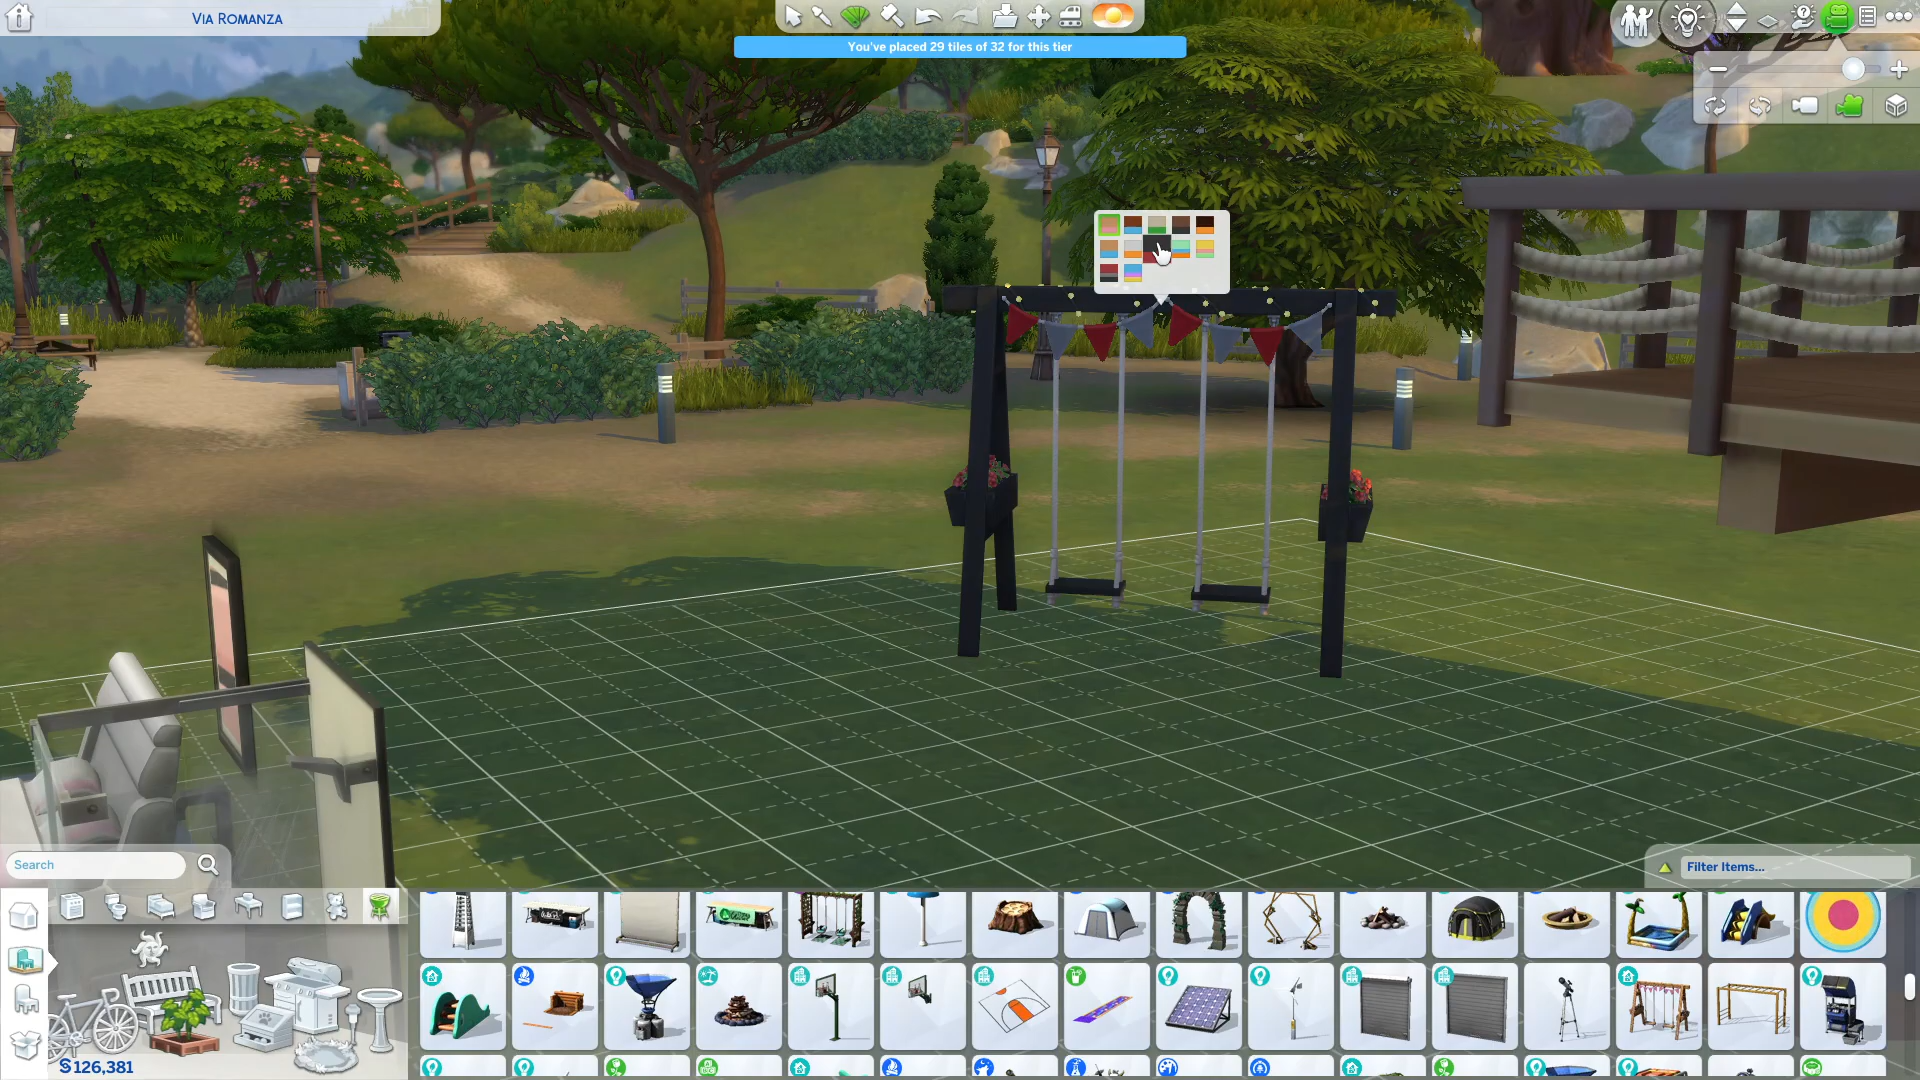 Via Romanza
You've placed 29 tiles of 32 for this tier
Search
Filter Items...
§126,381